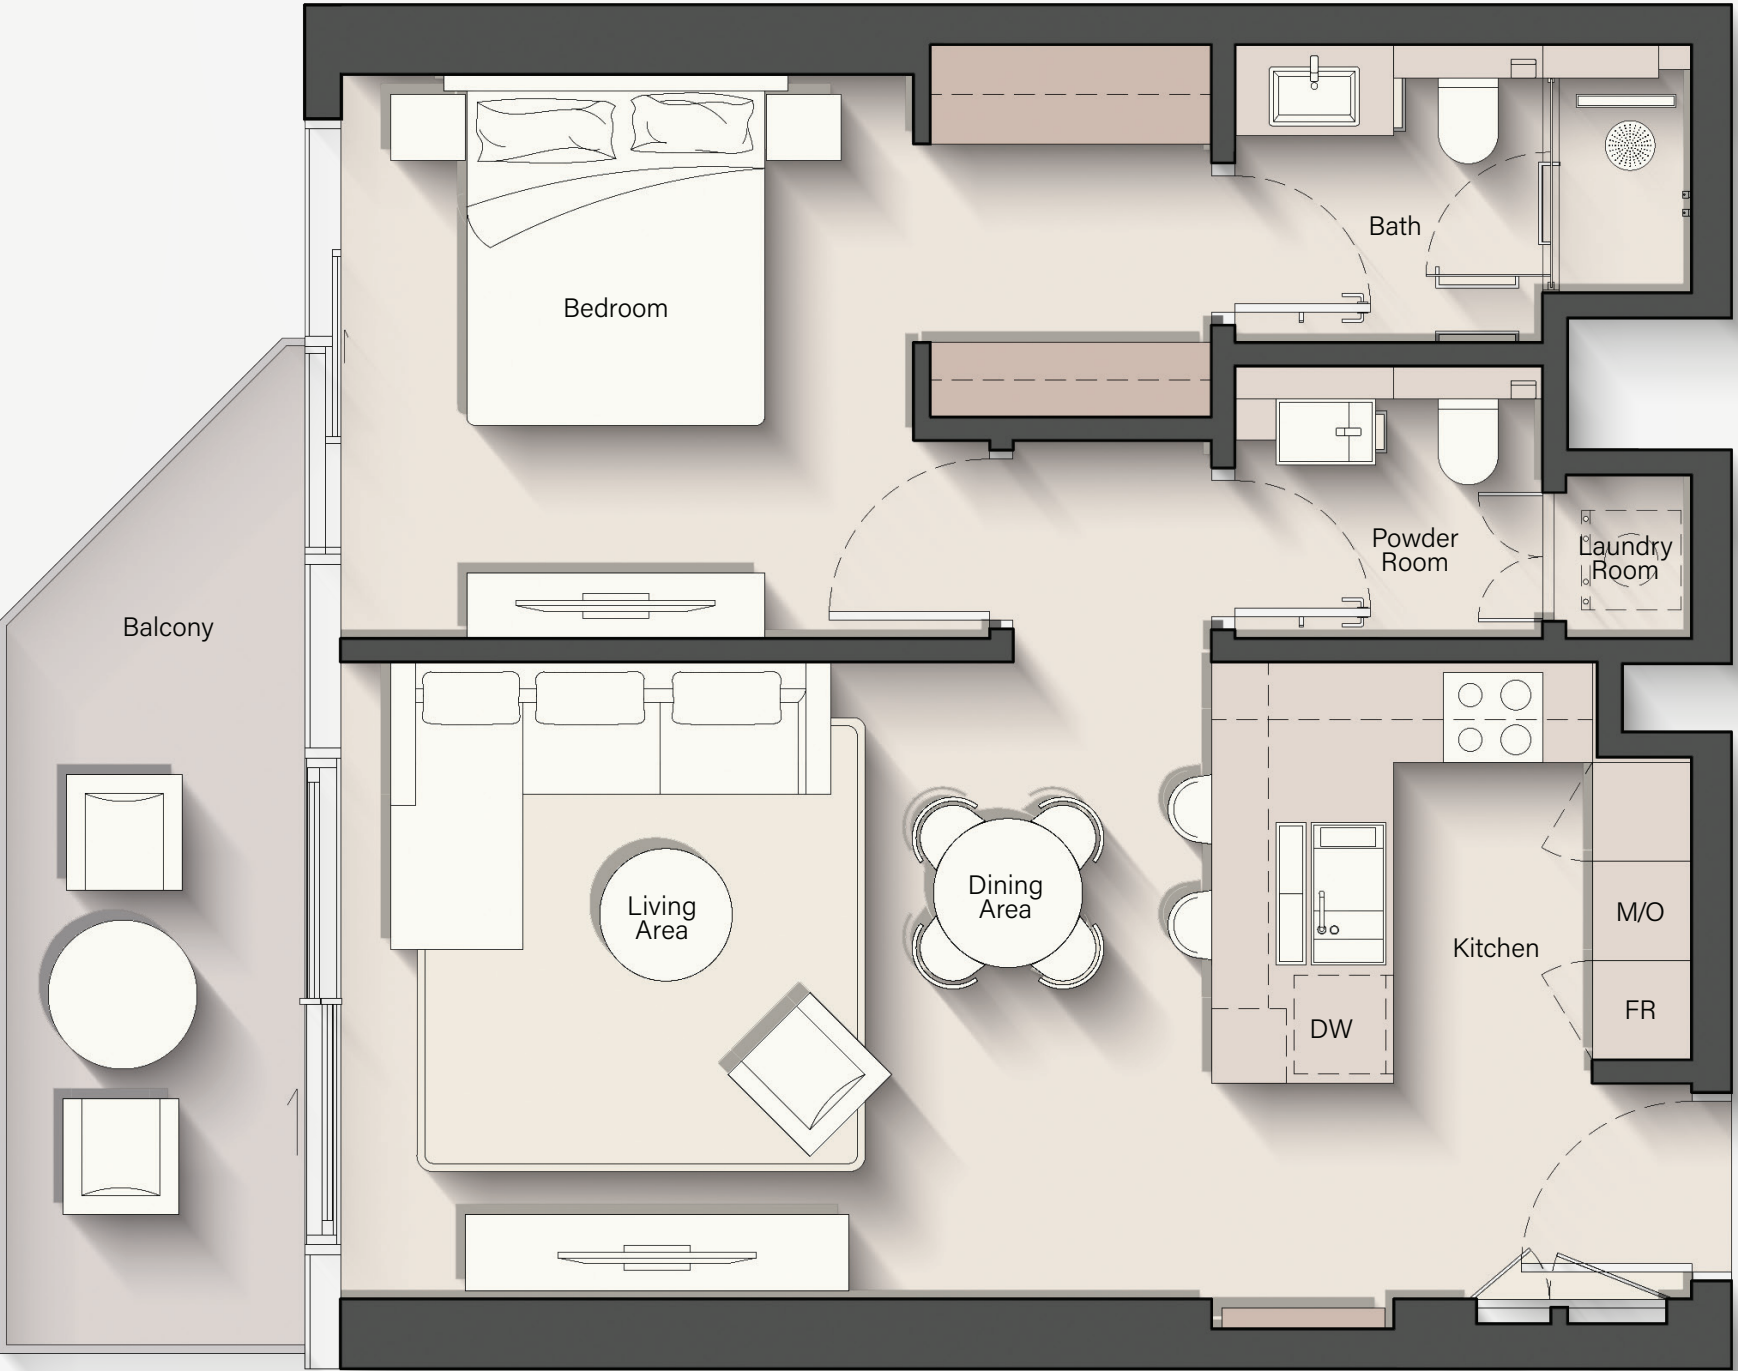 Bath
Bedroom
Powder
Room
Laundry
Room
Balcony
Living
Area
Dining
Area
M/O
Kitchen
FR
DW